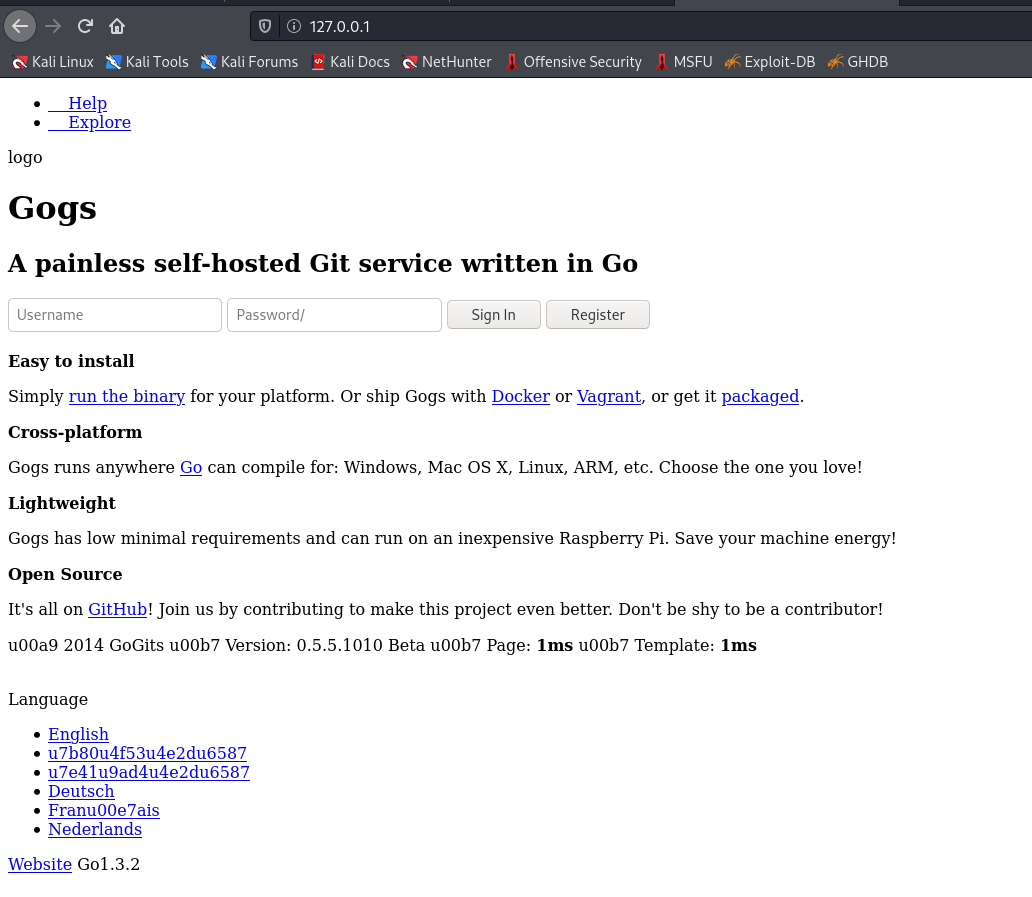 127.0.0.1
Kali Linux Kali Tools Kali Forums Kali Docs NetHunter Offensive Security MSFU Exploit-DB GHDB
Help
Explore
logo
Gogs
A painless self-hosted Git service written in Go
Username Password/ Sign In Register
Easy to install
Simply run the binary for your platform. Or ship Gogs with Docker or Vagrant, or get it packaged.
Cross-platform
Gogs runs anywhere Go can compile for: Windows, Mac OS X, Linux, ARM, etc. Choose the one you love!
Lightweight
Gogs has low minimal requirements and can run on an inexpensive Raspberry Pi. Save your machine energy!
Open Source
It's all on GitHub! Join us by contributing to make this project even better. Don't be shy to be a contributor!
u00a9 2014 GoGits u00b7 Version: 0.5.5.1010 Beta u00b7 Page: 1ms u00b7 Template: 1ms
Language
English
u7b80u4f53u4e2du6587
u7e41u9ad4u4e2du6587
Deutsch
Franu00e7ais
Nederlands
Website Go1.3.2